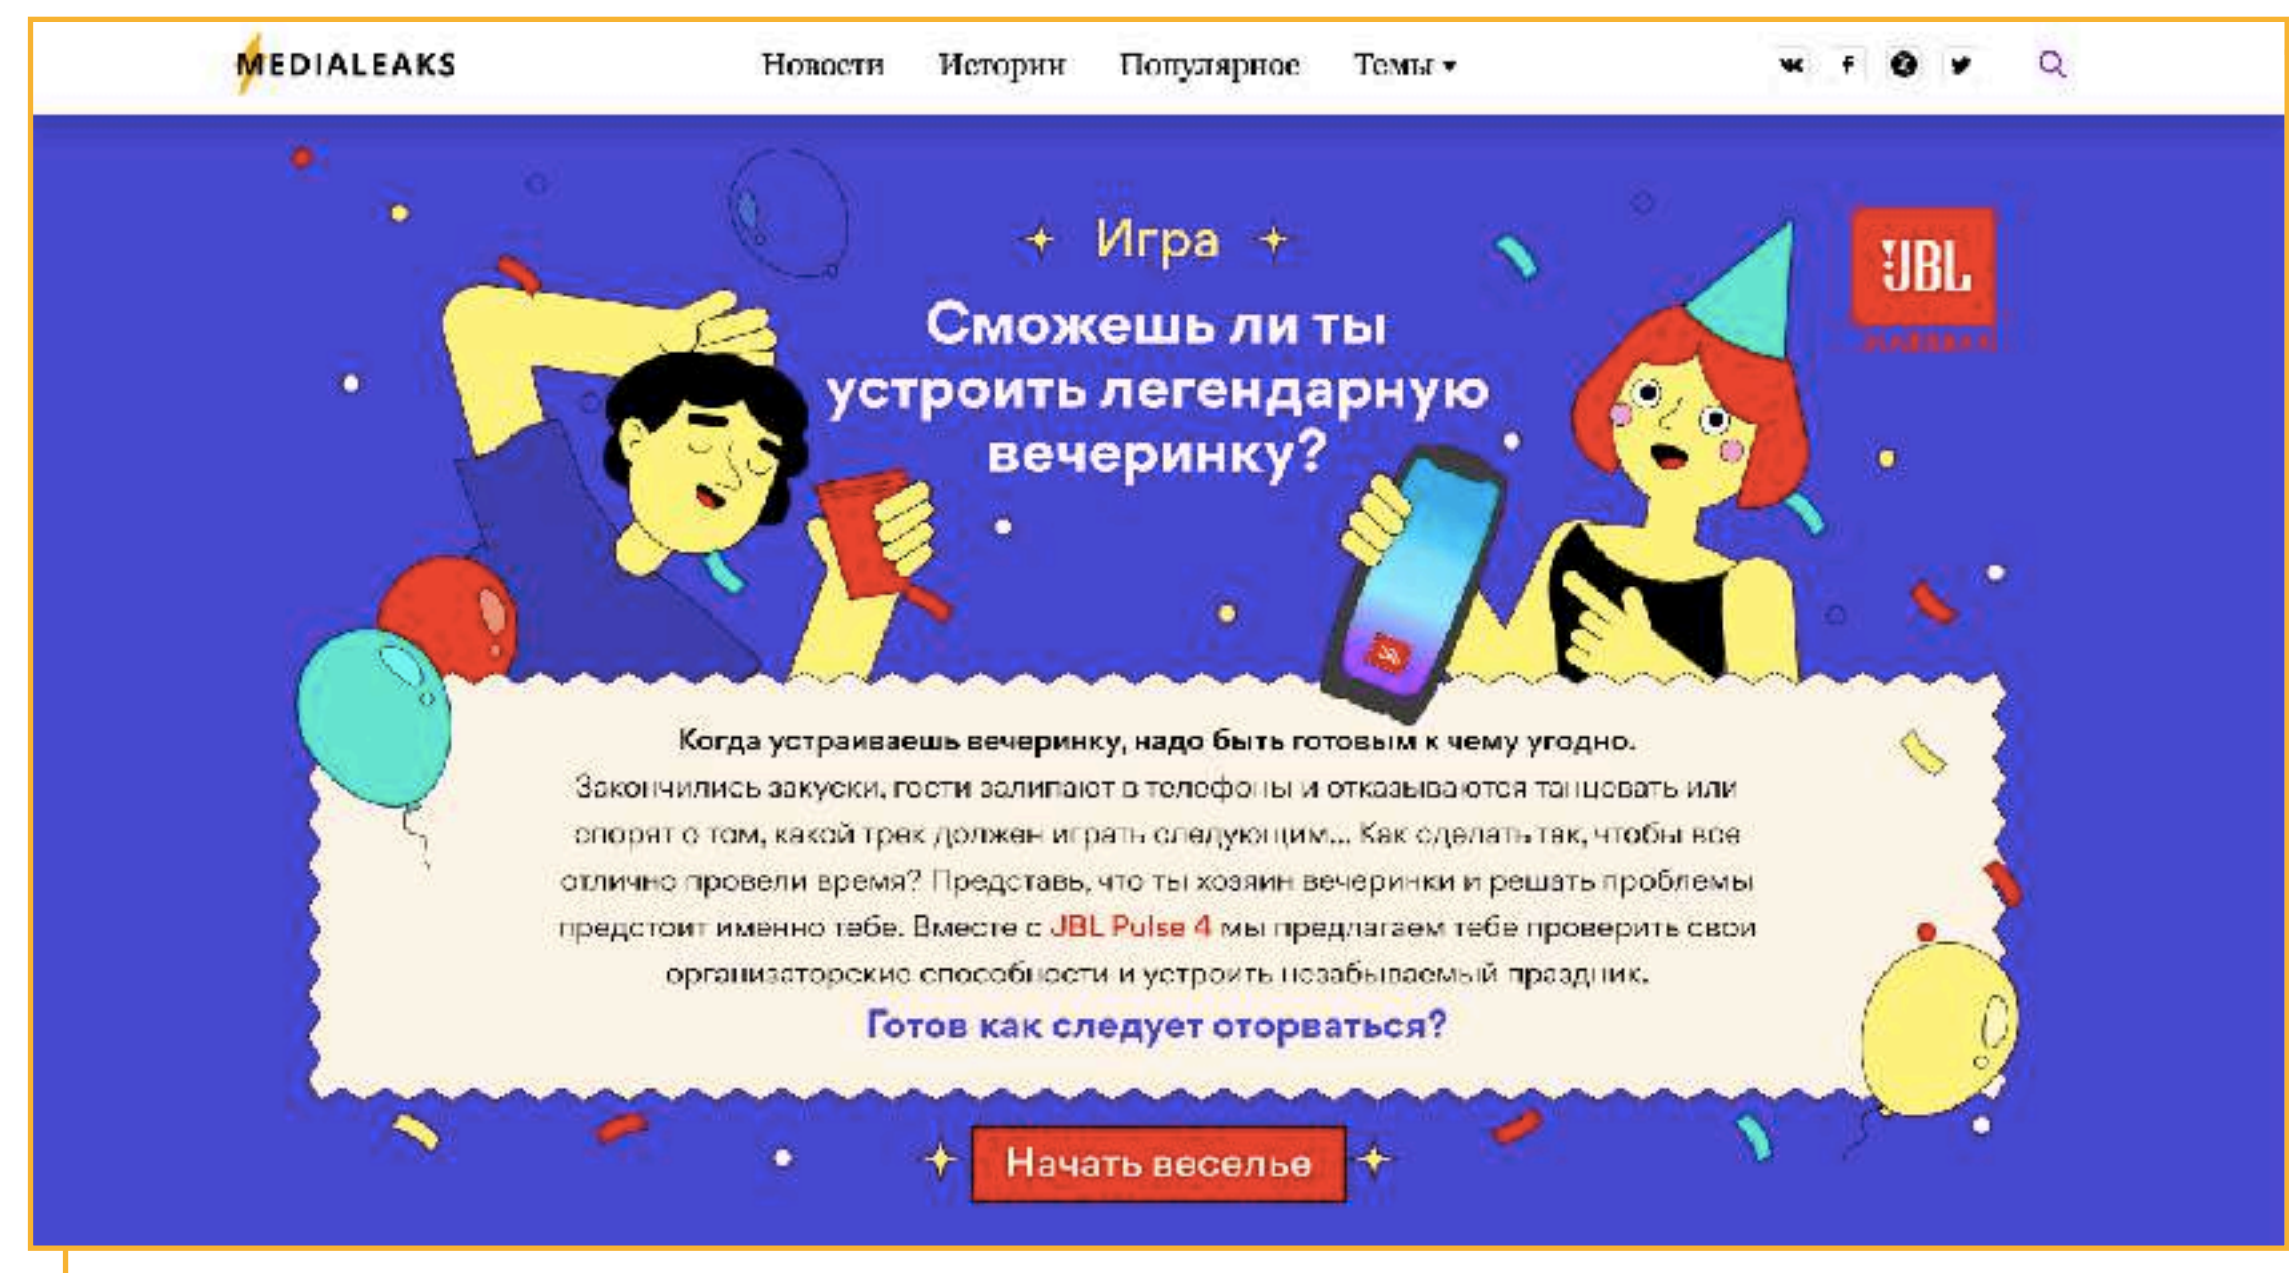 MEDIALEAKS
Новости Истории Популярное Темы
Игра
JBL
Сможешь ли ты
устроить легендарную
вечеринку?
Когда устраиваешь вечеринку, надо быть готовым к чему угодно.
Закончились закуски, гости залипают в телефоны и отказываются танцевать или
спорят о том, какой трек должен играть следующим... Как сделать так, чтобы все
отлично провели время? Представь, что ты хозяин вечеринки и решать проблемы
предстоит именно тебе. Вместе с JBL Pulse 4 мы предлагаем тебе проверить свои
организаторские способности и устроить незабываемый праздник.
Готов как следует оторваться?
Начать веселье